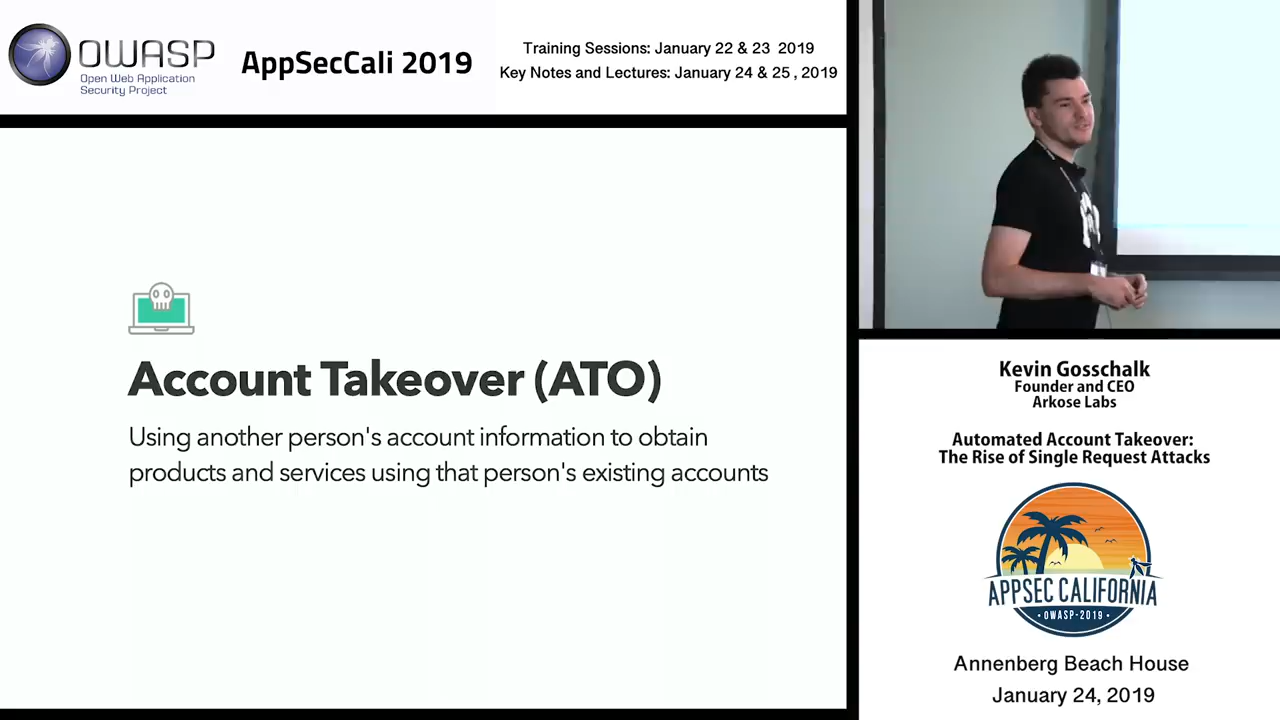 OWASP
Open Web Application
Security Project
AppSecCali 2019
Training Sessions: January 22 & 23 2019
Key Notes and Lectures: January 24 & 25 , 2019
Account Takeover (ATO)
Using another person's account information to obtain
products and services using that person's existing accounts
Kevin Gosschalk
Founder and CEO
Arkose Labs
Automated Account Takeover:
The Rise of Single Request Attacks
APPSEC CALIFORNIA
• OWASP-2019 •
Annenberg Beach House
January 24, 2019